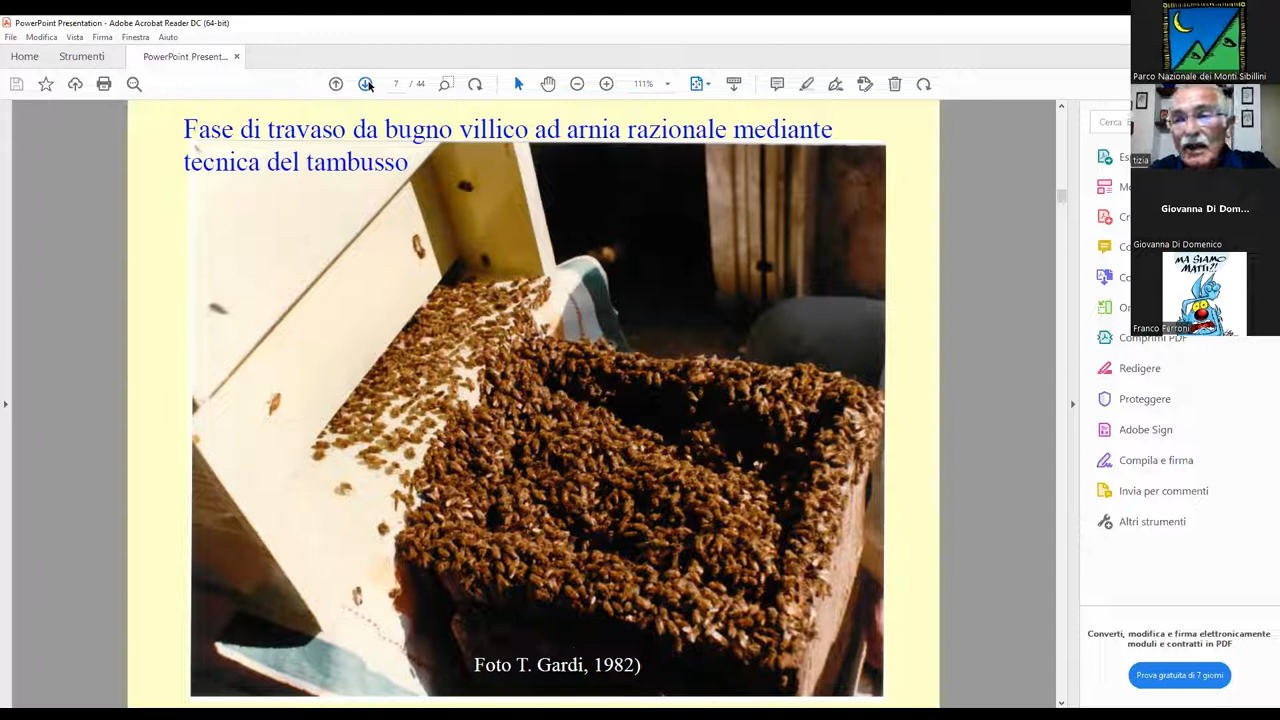 PowerPoint Presentation - Adobe Acrobat Reader DC (64-bit)
File Modifica Vista Firma Finestra Aiuto
Home Strumenti PowerPoint Present... ×
7 / 44 111%
Fase di travaso da bugno villico ad arnia razionale mediante
tecnica del tambusso
Foto T. Gardi, 1982)
Parco Nazionale dei Monti Sibillini
tizia
Giovanna Di Dom...
Giovanna Di Domenico
MA SIAMO
MATTI?!
Franco Ferroni
Cerca
Comprimi PDF
Redigere
Proteggere
Adobe Sign
Compila e firma
Invia per commenti
Altri strumenti
Converti, modifica e firma elettronicamente
moduli e contratti in PDF
Prova gratuita di 7 giorni